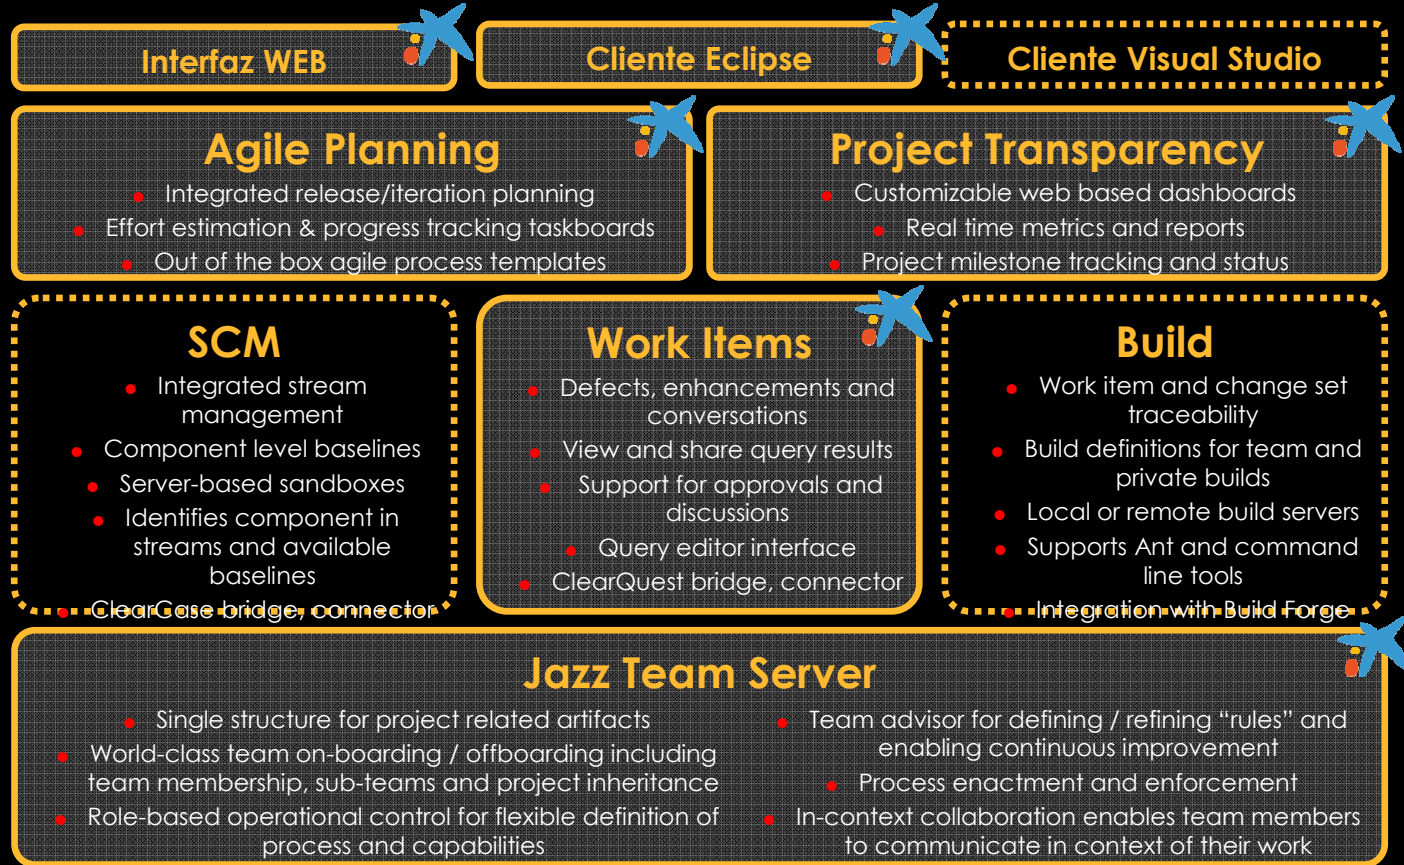 Interfaz WEB
Cliente Eclipse
Cliente Visual Studio
Agile Planning
Integrated release/iteration planning
Effort estimation & progress tracking taskboards
Out of the box agile process templates
Project Transparency
Customizable web based dashboards
Real time metrics and reports
Project milestone tracking and status
SCM
Integrated stream
management
Component level baselines
Server-based sandboxes
Identifies component in
streams and available
baselines
ClearCase bridge, connector
Work Items
Defects, enhancements and
conversations
View and share query results
Support for approvals and
discussions
Query editor interface
ClearQuest bridge, connector
Build
Work item and change set
traceability
Build definitions for team and
private builds
Local or remote build servers
Supports Ant and command
line tools
Integration with Build Forge
Jazz Team Server
Single structure for project related artifacts
World-class team on-boarding / offboarding including
team membership, sub-teams and project inheritance
Role-based operational control for flexible definition of
process and capabilities
Team advisor for defining / refining “rules” and
enabling continuous improvement
Process enactment and enforcement
In-context collaboration enables team members
to communicate in context of their work